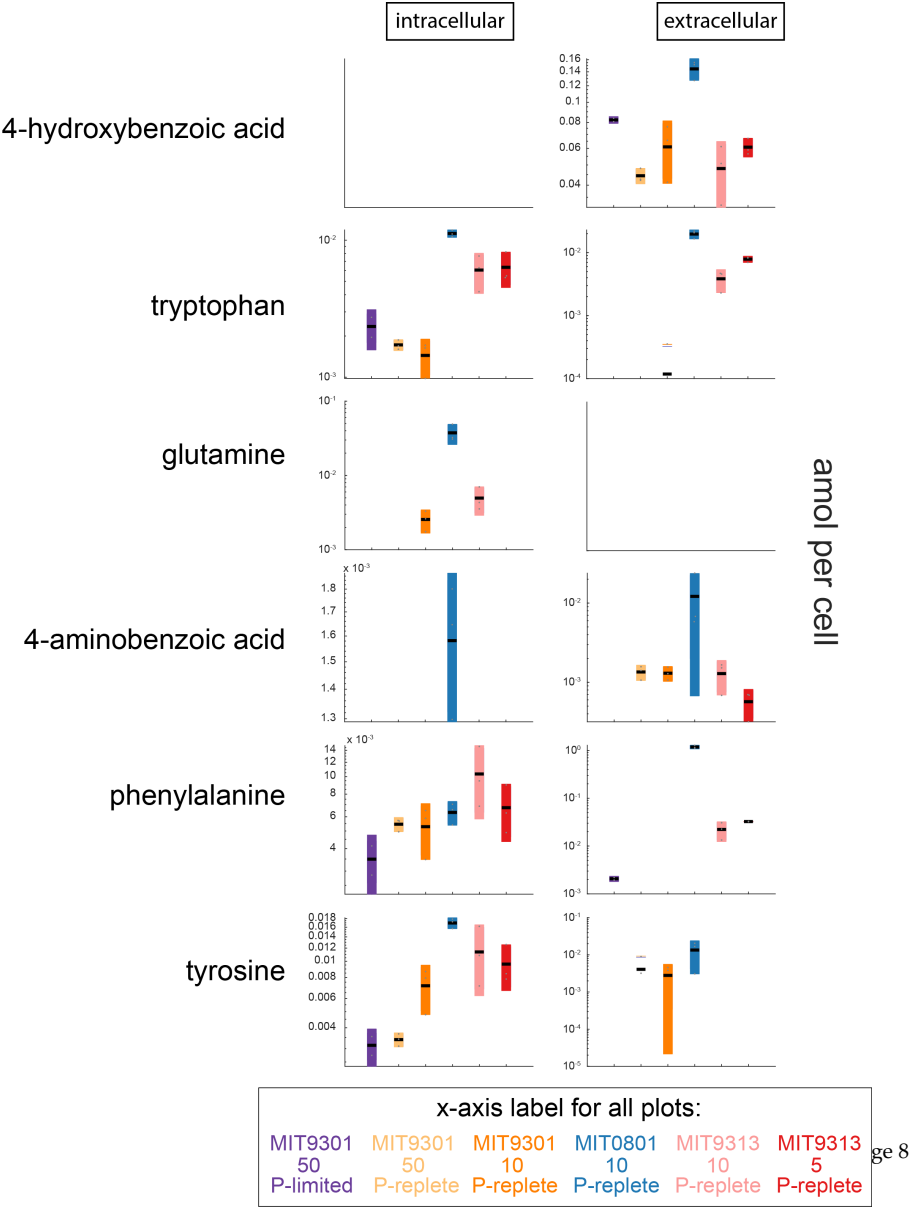 intracellular
extracellular
4-hydroxybenzoic acid
0.16
0.14
0.12
0.1
0.08
0.06
0.04
tryptophan
10-2
10-3
10-2
10-3
10-4
glutamine
10-1
10-2
10-3
4-aminobenzoic acid
x 10-3
1.8
1.7
1.6
1.5
1.4
1.3
10-2
10-3
phenylalanine
x 10-3
14
12
10
8
6
4
100
10-1
10-2
10-3
tyrosine
0.018
0.016
0.014
0.012
0.01
0.008
0.006
0.004
10-1
10-2
10-3
10-4
10-5
amol per cell
x-axis label for all plots:
MIT9301 MIT9301 MIT9301 MIT0801 MIT9313 MIT9313
50 50 10 10 10 5
P-limited P-replete P-replete P-replete P-replete P-replete
ge 8